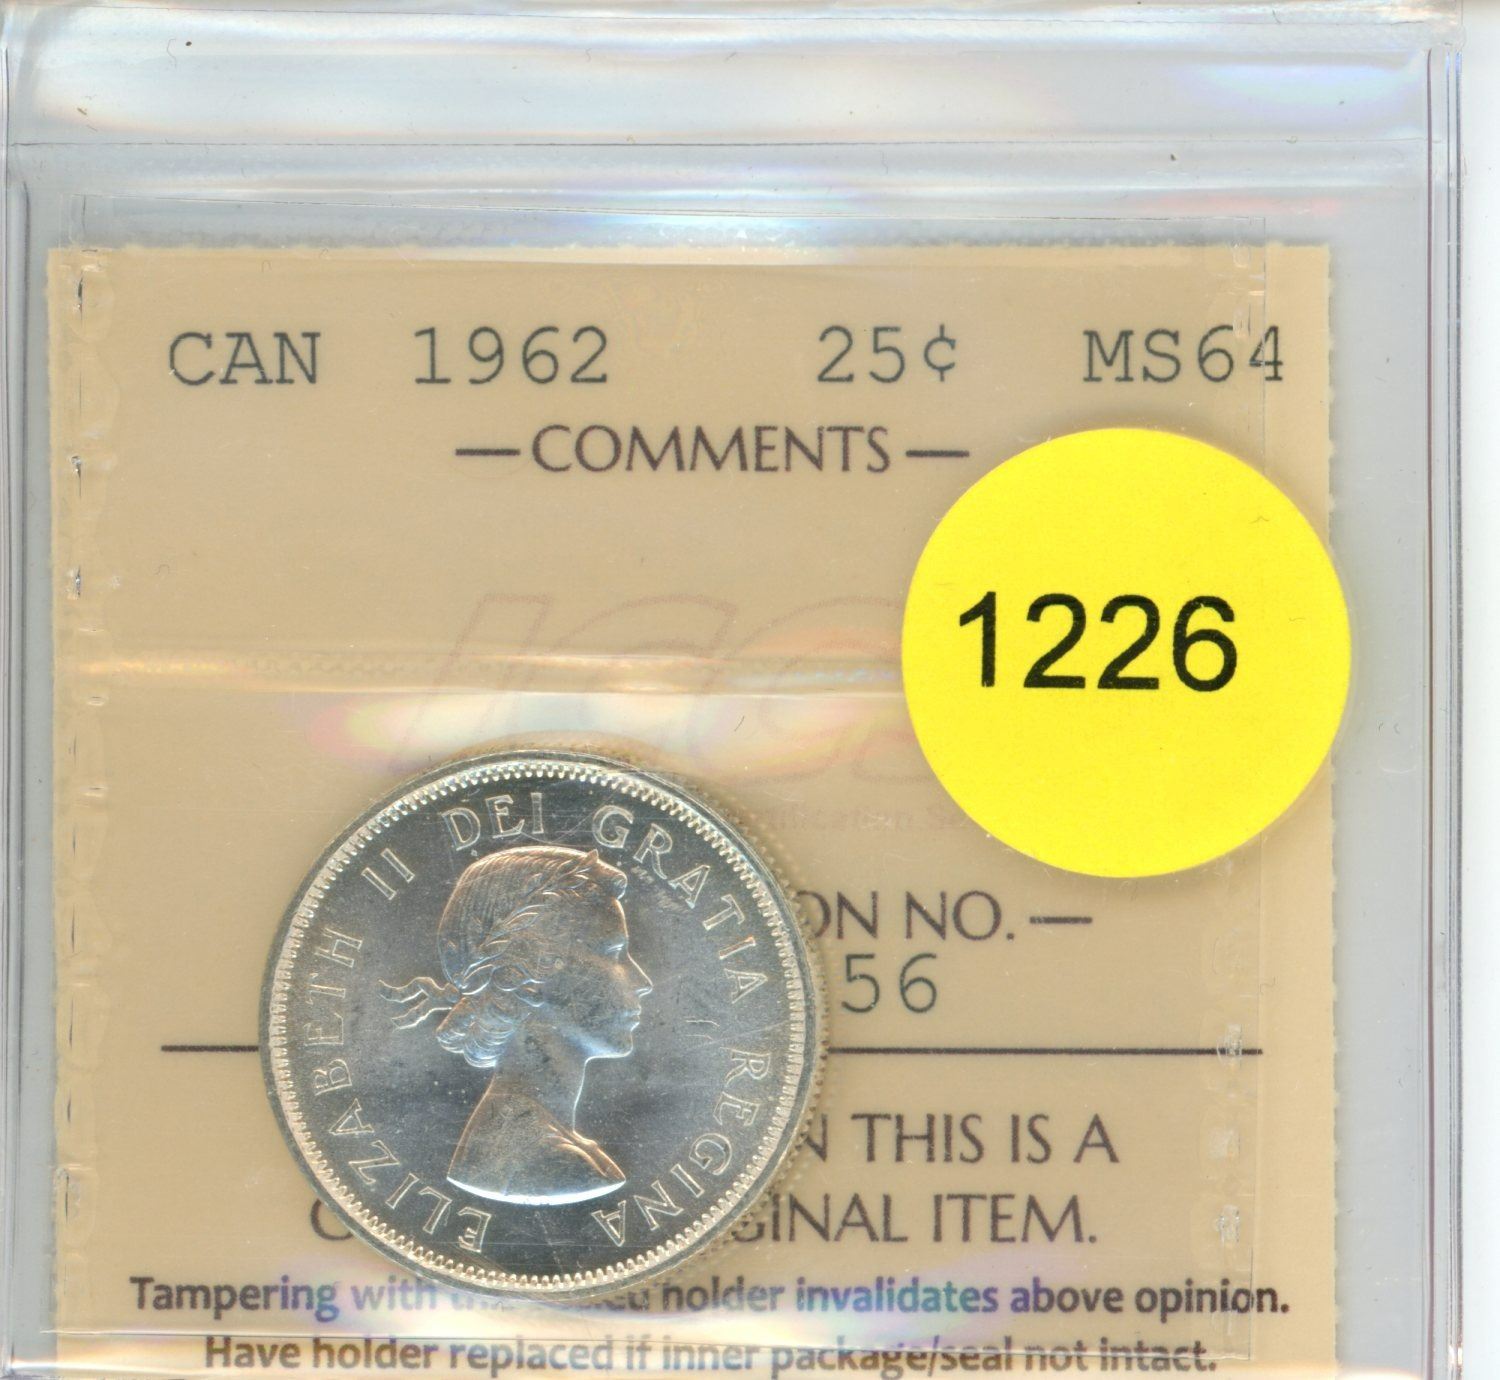 CAN 1962 25¢ MS64
—COMMENTS—
ICCS
1226
ON NO.—
56
ELIZABETH II DEI GRATIA REGINA
N THIS IS A
GINAL ITEM.
Tampering with holder invalidates above opinion.
Have holder replaced if inner package/seal not intact.